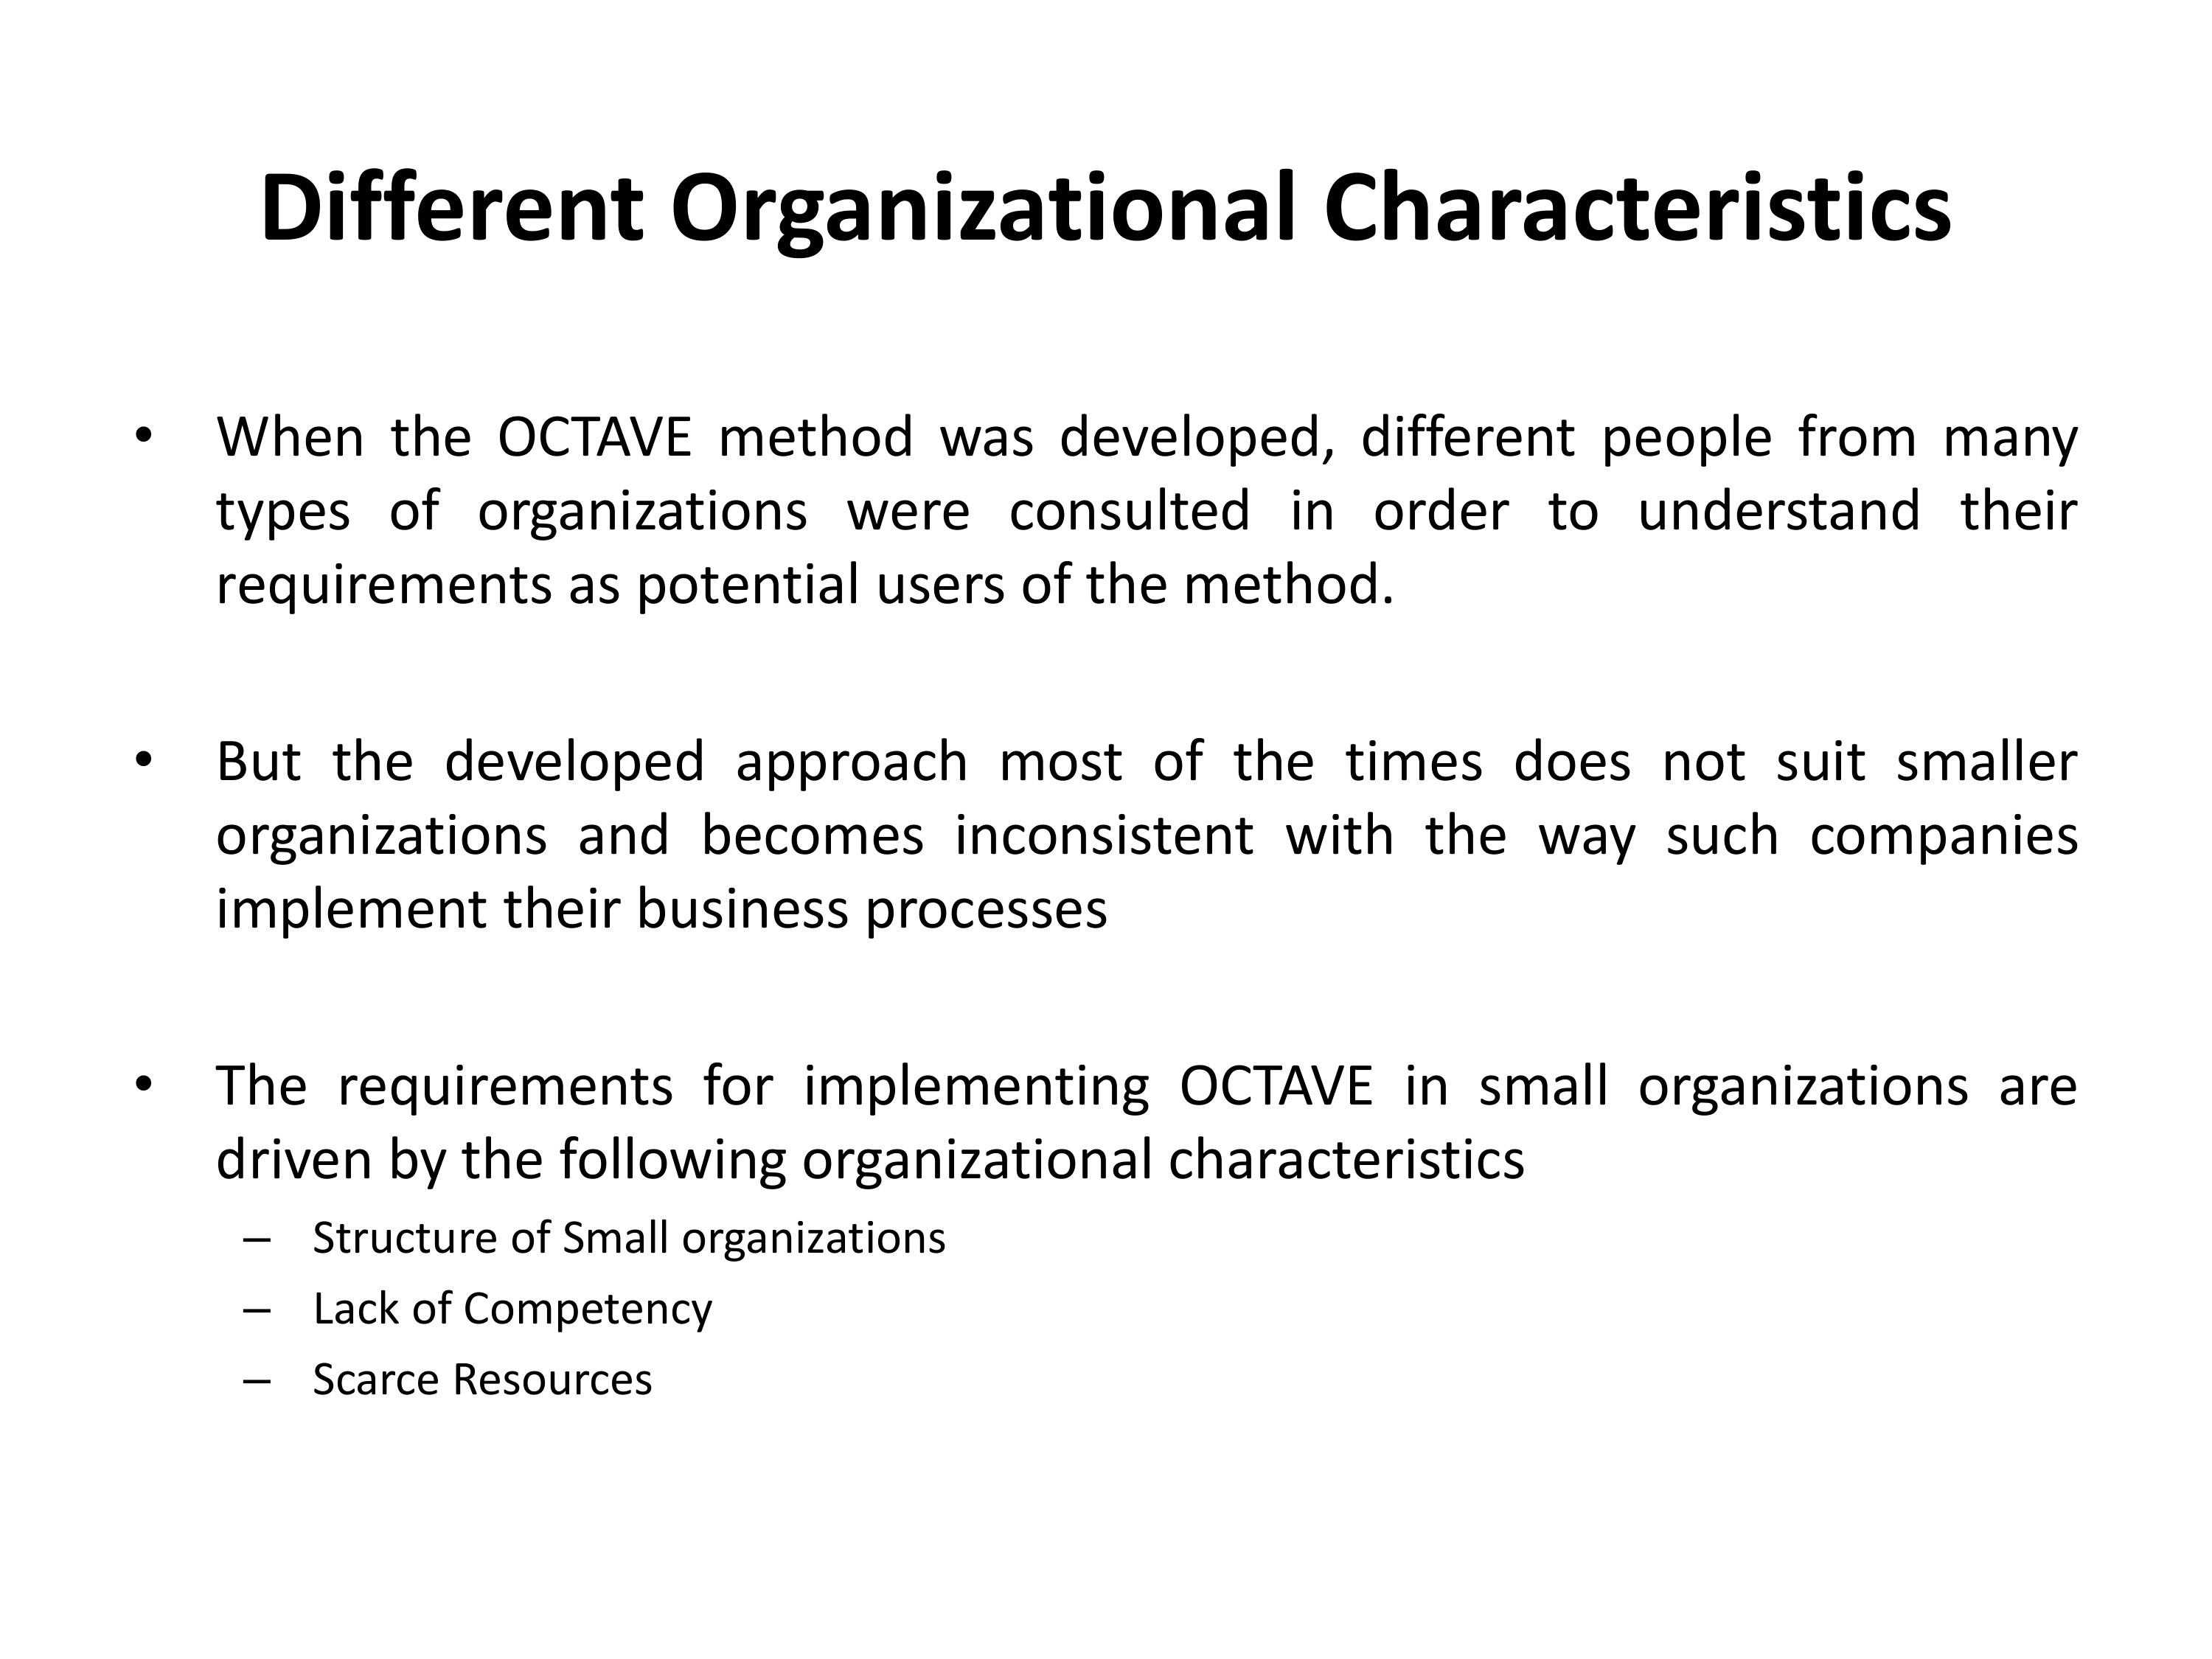 Different Organizational Characteristics
• When the OCTAVE method was developed, different people from many
types of organizations were consulted in order to understand their
requirements as potential users of the method.
• But the developed approach most of the times does not suit smaller
organizations and becomes inconsistent with the way such companies
implement their business processes
• The requirements for implementing OCTAVE in small organizations are
driven by the following organizational characteristics
– Structure of Small organizations
– Lack of Competency
– Scarce Resources